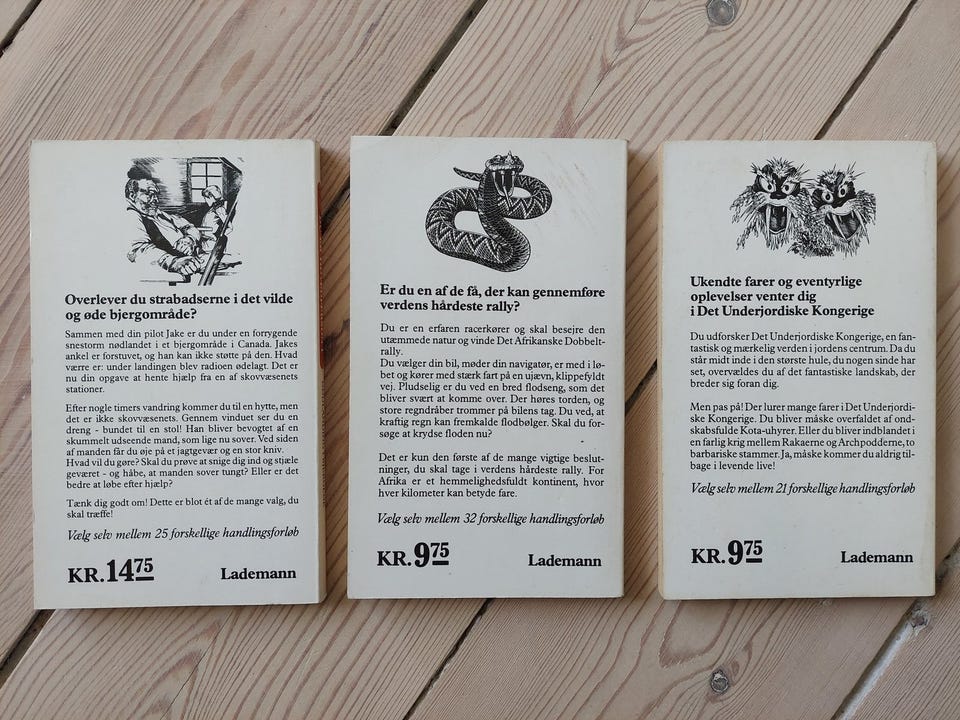 Overlever du strabadserne i det vilde
og øde bjergområde?
Sammen med din pilot Jake er du under en forrygende
snestorm nødlandet i et bjergområde i Canada. Jakes
ankel er forstuvet, og han kan ikke støtte på den. Hvad
værre er: under landingen blev radioen ødelagt. Det er
nu din opgave at hente hjælp fra en af skovvæsenets
stationer.
Efter nogle timers vandring kommer du til en hytte, men
det er ikke skovvæsenets. Gennem vinduet ser du en
dreng - bundet til en stol! Han bliver bevogtet af en
skummelt udseende mand, som lige nu sover. Ved siden
af manden får du øje på et jagtgevær og en stor kniv.
Hvad vil du gøre? Skal du prøve at snige dig ind og stjæle
geværet - og håbe, at manden sover tungt? Eller er det
bedre at løbe efter hjælp?
Tænk dig godt om! Dette er blot ét af de mange valg, du
skal træffe!
Vælg selv mellem 25 forskellige handlingsforløb
KR. 14 75
Lademann
Er du en af de få, der kan gennemføre
verdens hårdeste rally?
Du er en erfaren racerkører og skal besejre den
utæmmede natur og vinde Det Afrikanske Dobbelt-
rally.
Du vælger din bil, møder din navigatør, er med i lø-
bet og kører med stærk fart på en ujævn, klippefyldt
vej. Pludselig er du ved en bred flodseng, som det
bliver svært at komme over. Der høres torden, og
store regndråber trommer på bilens tag. Du ved, at
kraftig regn kan fremkalde flodbølger. Skal du for-
søge at krydse floden nu?
Det er kun den første af de mange vigtige beslut-
ninger, du skal tage i verdens hårdeste rally. For
Afrika er et hemmelighedsfuldt kontinent, hvor
hver kilometer kan betyde fare.
Vælg selv mellem 32 forskellige handlingsforløb
KR. 9 75
Lademann
Ukendte farer og eventyrlige
oplevelser venter dig
i Det Underjordiske Kongerige
Du udforsker Det Underjordiske Kongerige, en fan-
tastisk og mærkelig verden i jordens centrum. Da du
står midt inde i den største hule, du nogen sinde har
set, overvældes du af det fantastiske landskab, der
breder sig foran dig.
Men pas på! Der lurer mange farer i Det Underjordi-
ske Kongerige. Du bliver måske overfaldet af ond-
skabsfulde Kota-uhyrer. Eller du bliver indblandet i
en farlig krig mellem Rakaerne og Archpodderne, to
barbariske stammer. Ja, måske kommer du aldrig til-
bage i levende live!
Vælg selv mellem 21 forskellige handlingsforløb
KR. 9 75
Lademann